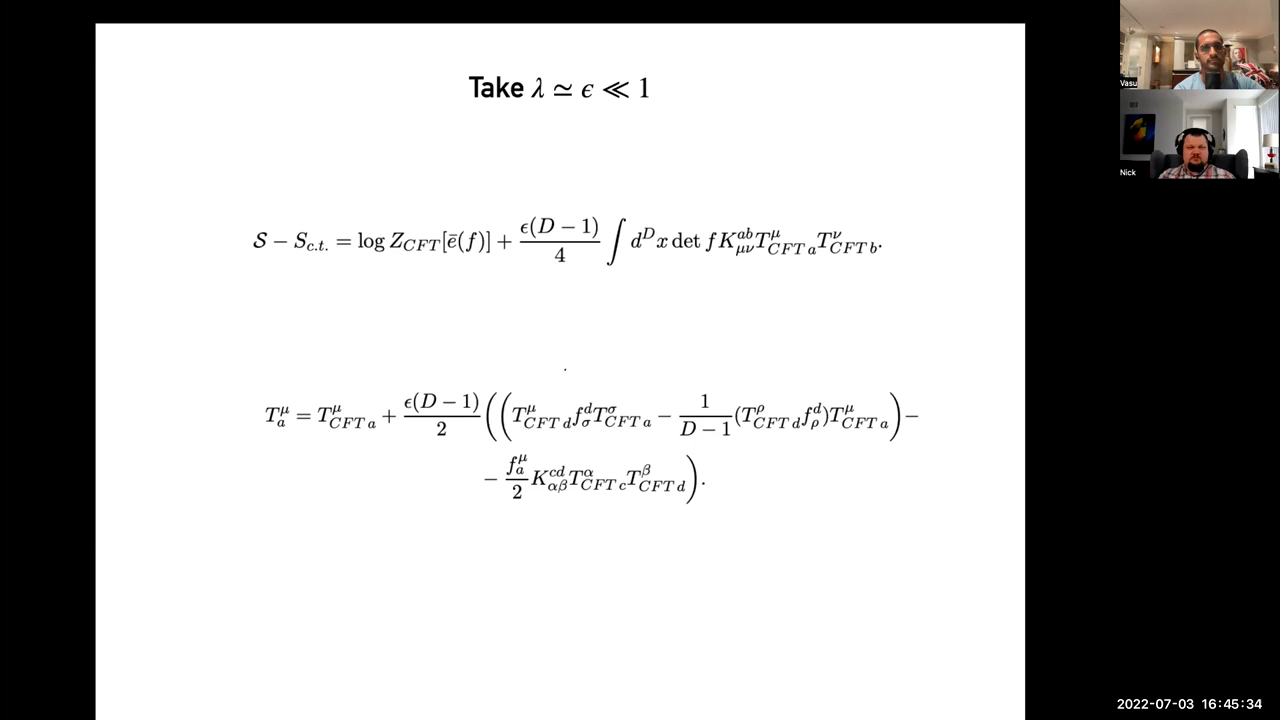 Take λ ≃ ϵ ≪ 1
𝒮 − S_{c.t.} = log Z_{CFT}[ē(f)] + \frac{ϵ(D − 1)}{4} ∫ d^D x det f K^{ab}_{μν} T^μ_{CFT a} T^ν_{CFT b}.
T^μ_a = T^μ_{CFT a} + \frac{ϵ(D − 1)}{2} ( ( T^μ_{CFT d} f^d_σ T^σ_{CFT a} − \frac{1}{D − 1} (T^ρ_{CFT d} f^d_ρ) T^μ_{CFT a} ) −
− \frac{f^μ_a}{2} K^{cd}_{αβ} T^α_{CFT c} T^β_{CFT d} ).
Vasu
Nick
2022-07-03 16:45:34